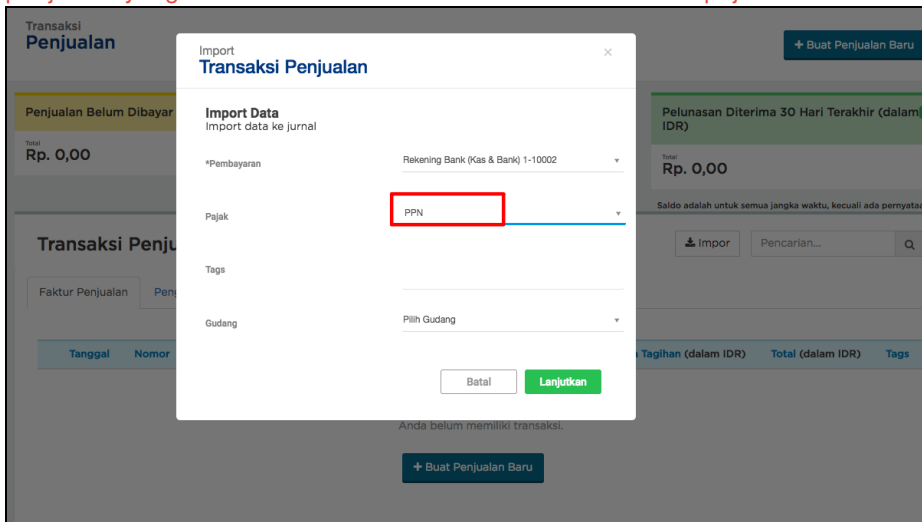 Transaksi
Penjualan
+ Buat Penjualan Baru
Import
Transaksi Penjualan
×
Penjualan Belum Dibayar
Total
Rp. 0,00
Pelunasan Diterima 30 Hari Terakhir (dalam
IDR)
Total
Rp. 0,00
Saldo adalah untuk semua jangka waktu, kecuali ada
Import Data
Import data ke jurnal
*Pembayaran
Rekening Bank (Kas & Bank) 1-10002
Pajak
PPN
Tags
Gudang
Pilih Gudang
Batal
Lanjutkan
Transaksi
Impor
Pencarian...
Faktur Penjualan
Tanggal
Nomor
Tagihan (dalam IDR)
Total (dalam IDR)
Tags
Anda belum memiliki transaksi.
+ Buat Penjualan Baru